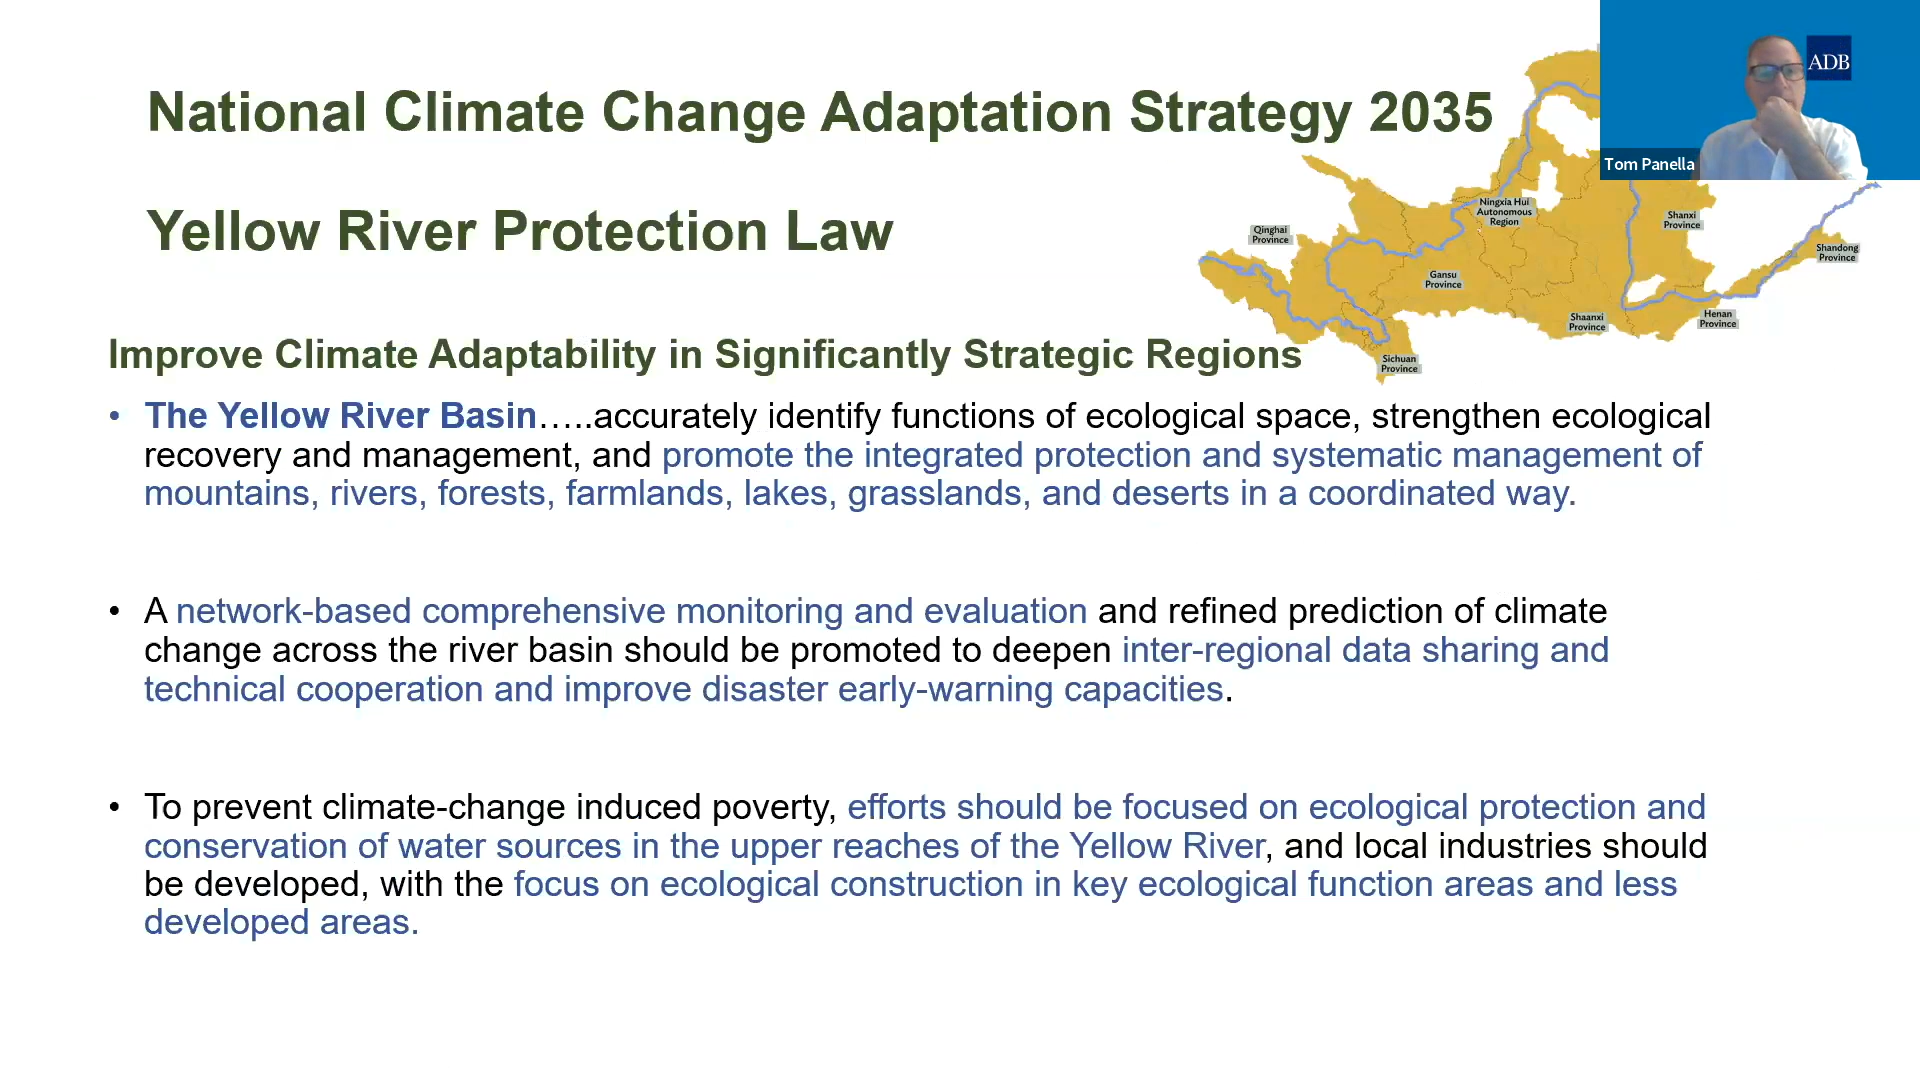 National Climate Change Adaptation Strategy 2035
Yellow River Protection Law
ADB
Tom Panella
Ningxia Hui
Autonomous
Region
Shanxi
Province
Qinghai
Province
Shandong
Province
Gansu
Province
Shaanxi
Province
Henan
Province
Sichuan
Province
Improve Climate Adaptability in Significantly Strategic Regions
• The Yellow River Basin…..accurately identify functions of ecological space, strengthen ecological
recovery and management, and promote the integrated protection and systematic management of
mountains, rivers, forests, farmlands, lakes, grasslands, and deserts in a coordinated way.
• A network-based comprehensive monitoring and evaluation and refined prediction of climate
change across the river basin should be promoted to deepen inter-regional data sharing and
technical cooperation and improve disaster early-warning capacities.
• To prevent climate-change induced poverty, efforts should be focused on ecological protection and
conservation of water sources in the upper reaches of the Yellow River, and local industries should
be developed, with the focus on ecological construction in key ecological function areas and less
developed areas.